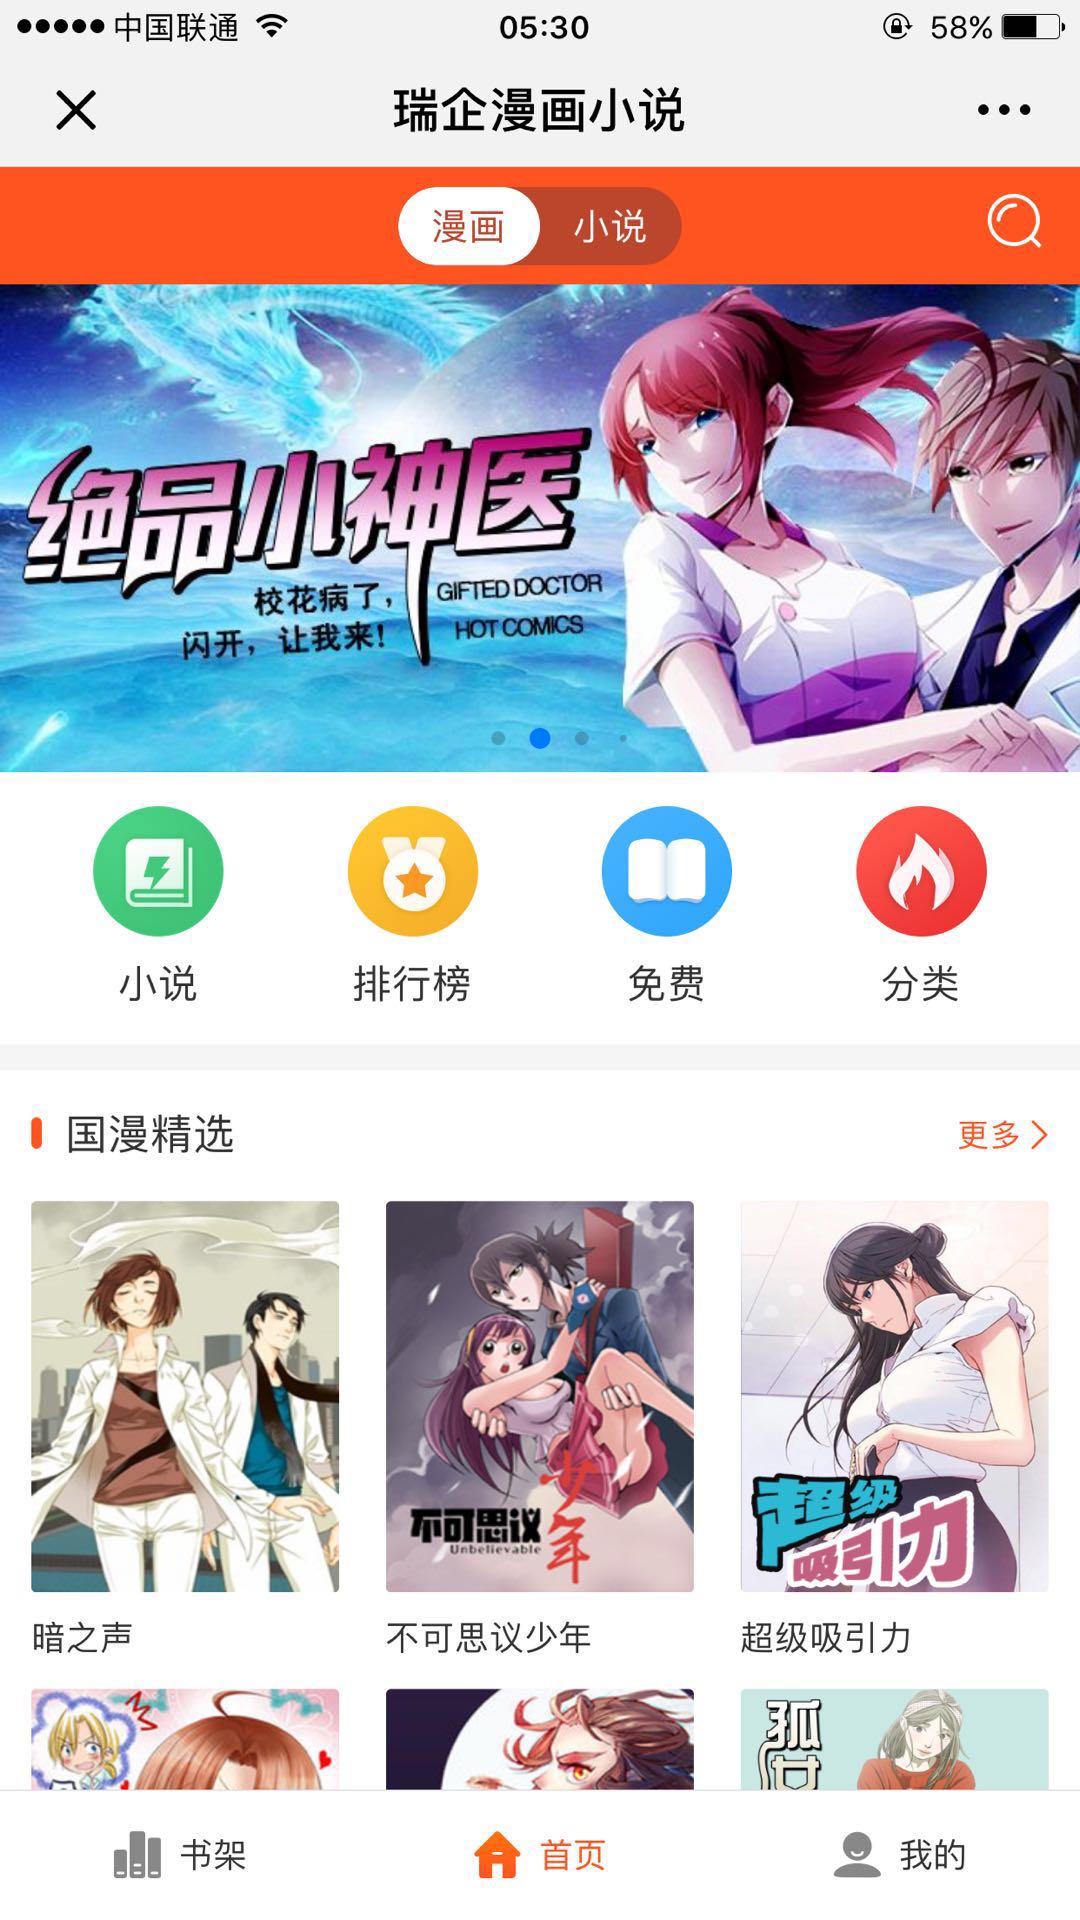 中国联通
05:30
58%
瑞企漫画小说
漫画
小说
绝品小神医
校花病了,
闪开，让我来!
GIFTED DOCTOR
HOT COMICS
小说
排行榜
免费
分类
国漫精选
更多
不可思议
少年
Unbelievable
超级
吸引力
暗之声
不可思议少年
超级吸引力
孤
书架
首页
我的